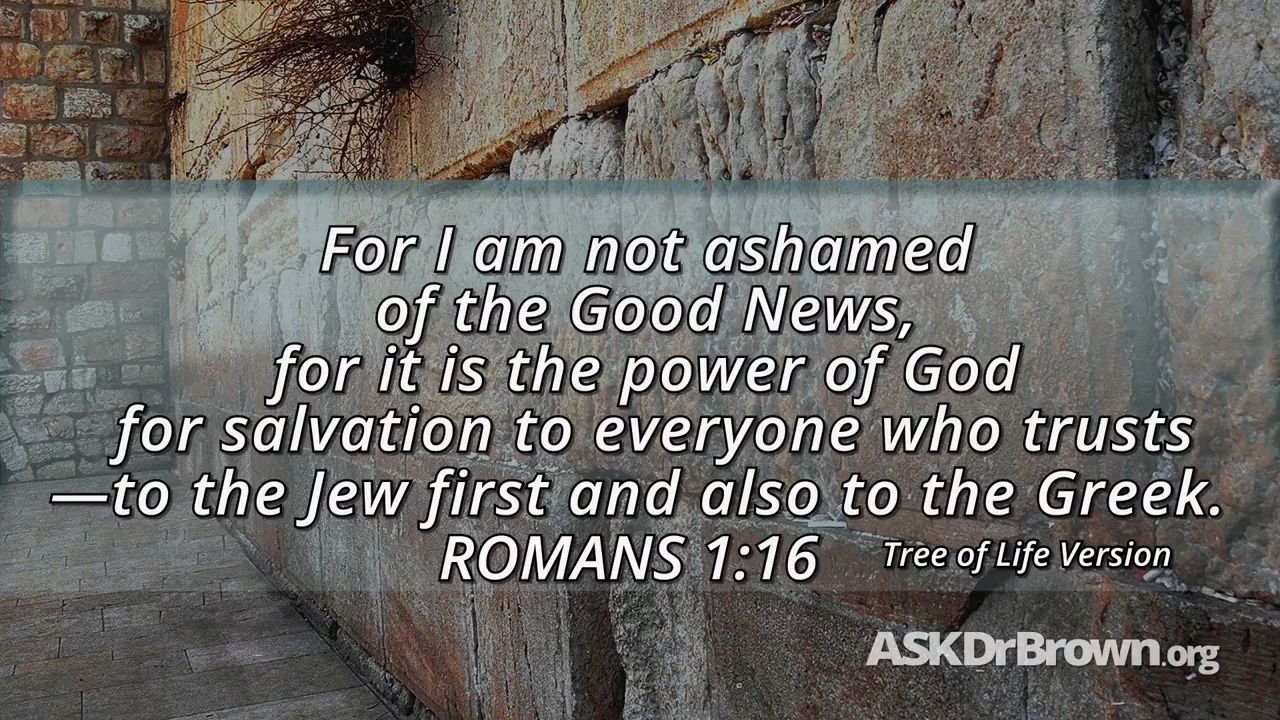 For I am not ashamed
of the Good News,
for it is the power of God
for salvation to everyone who trusts
—to the Jew first and also to the Greek.
ROMANS 1:16 Tree of Life Version
ASKDrBrown.org